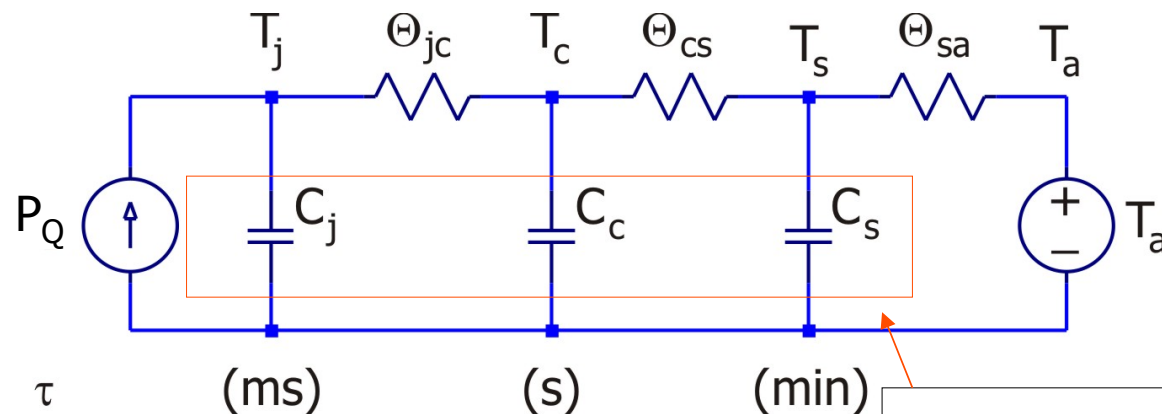 Tj Θjc Tc Θcs Ts Θsa Ta
PQ Cj Cc Cs + − Ta
τ (ms) (s) (min)